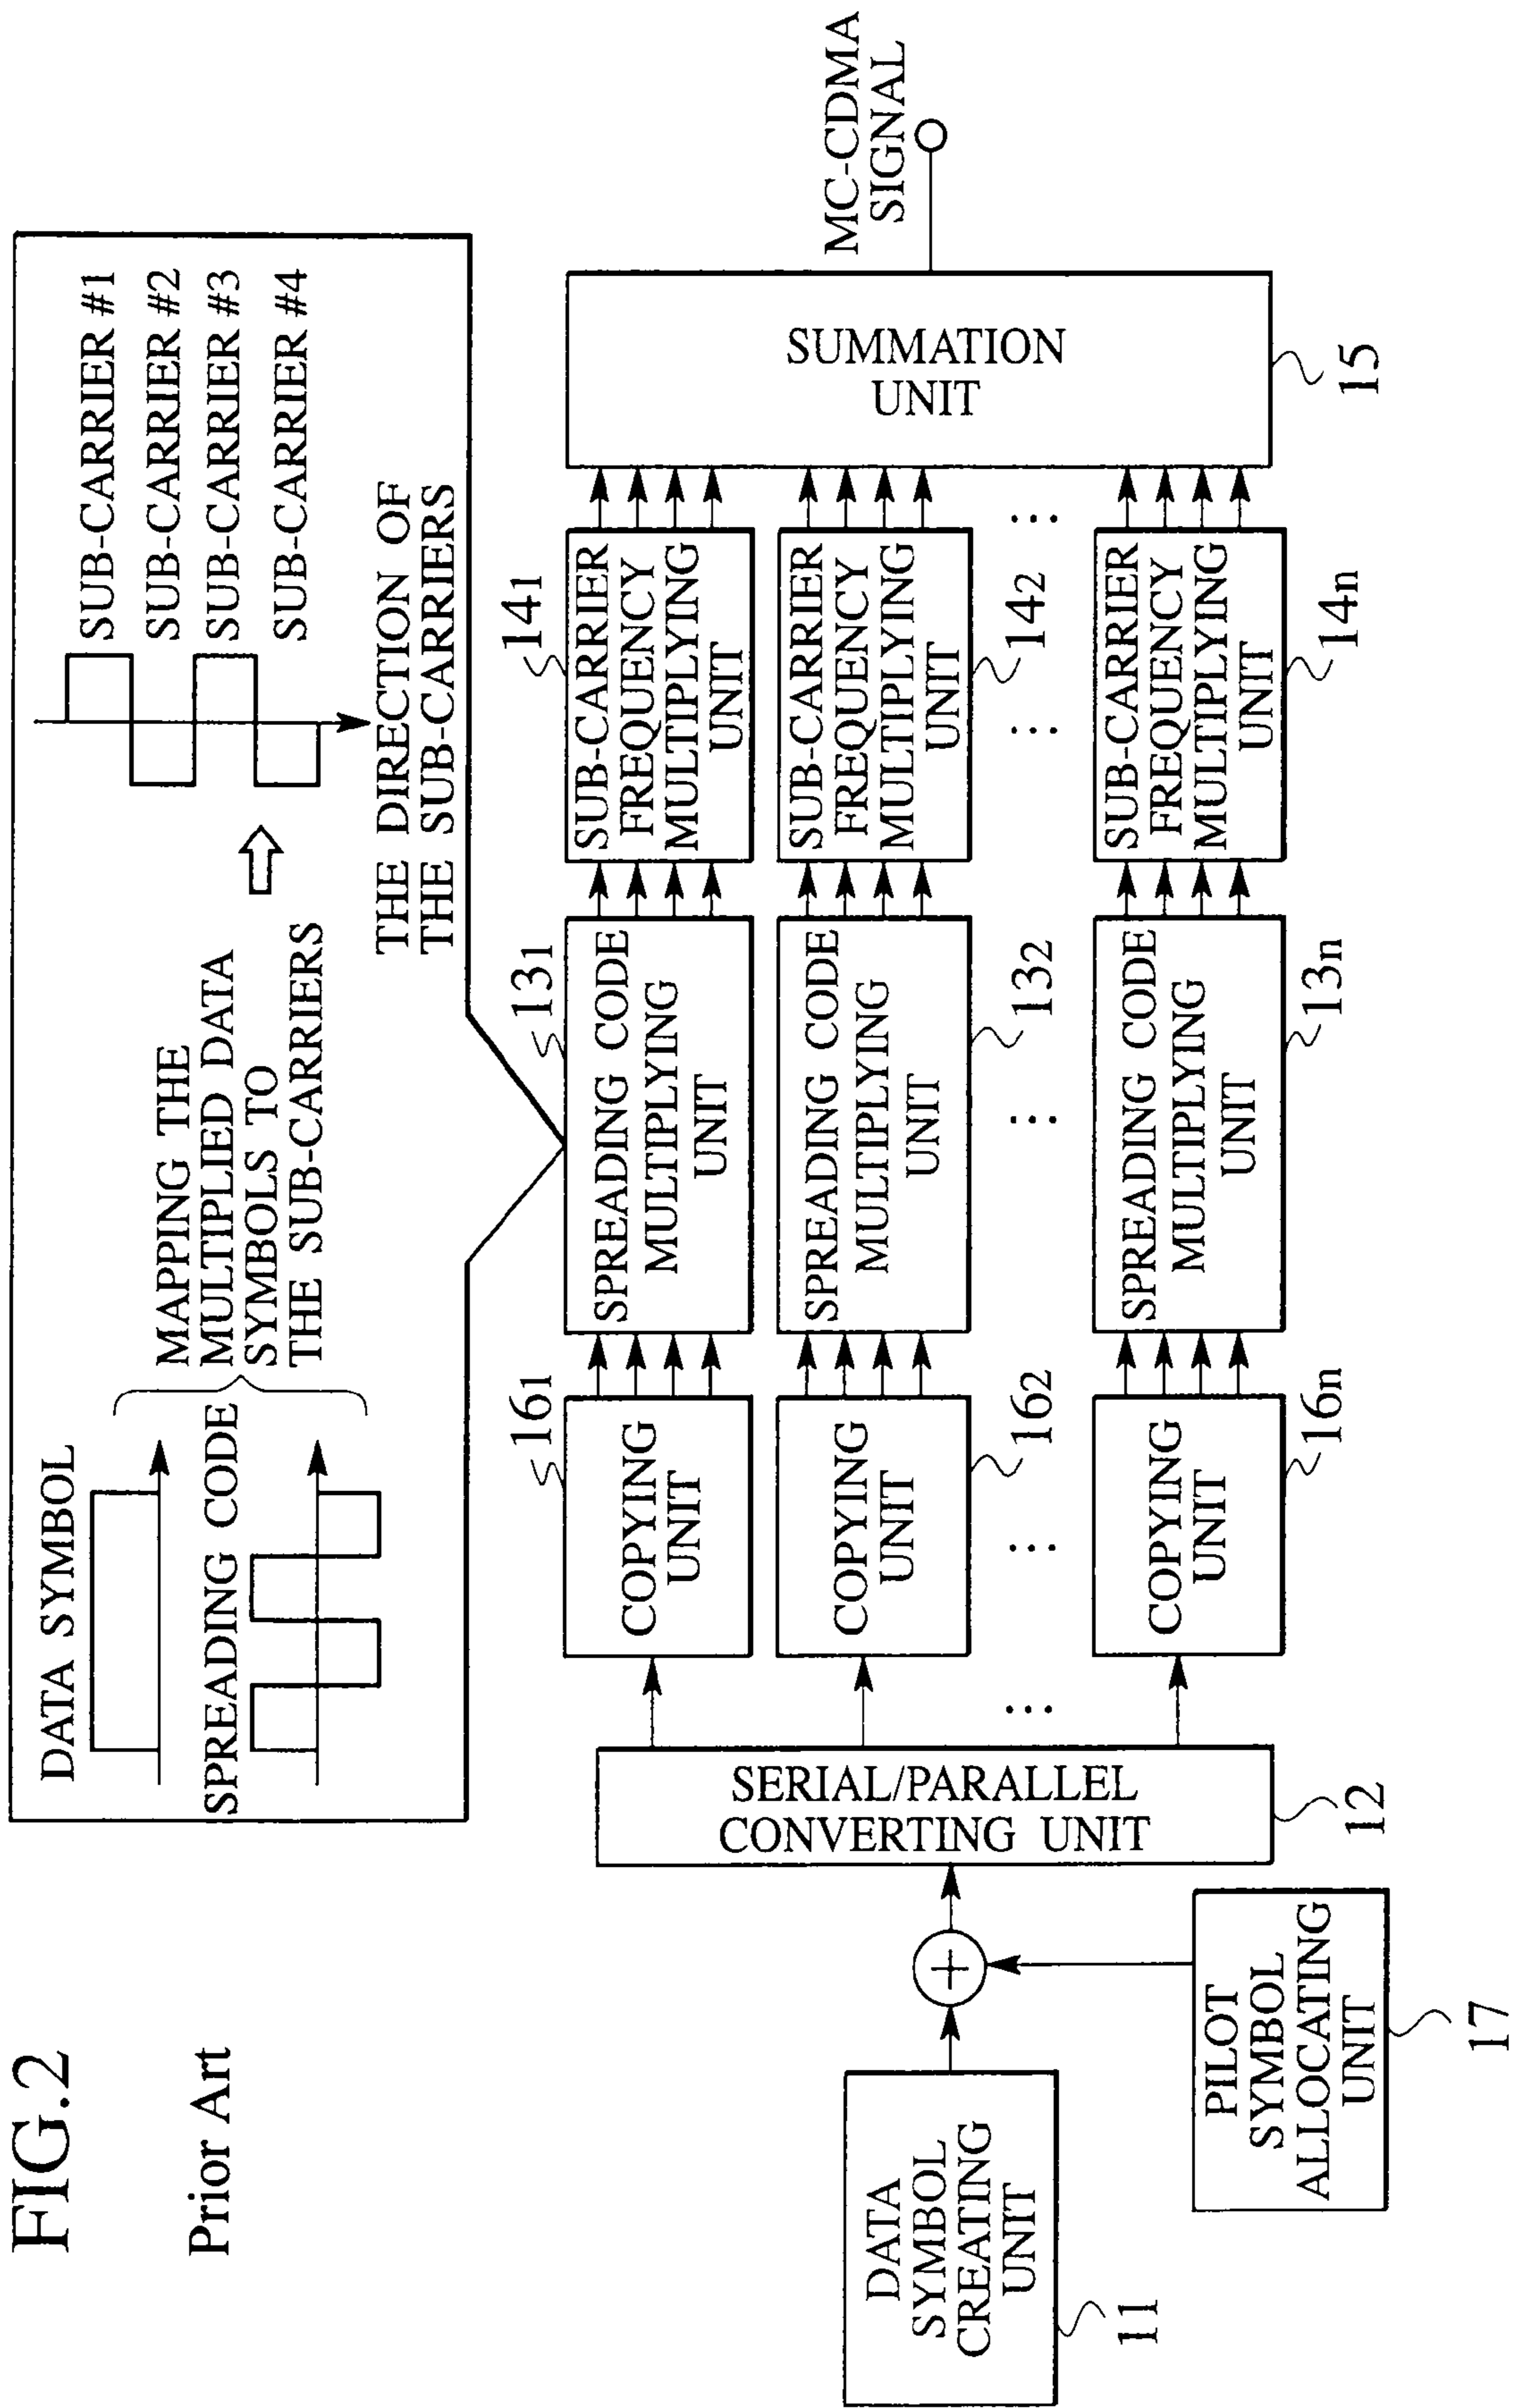 FIG.2
Prior Art
DATA SYMBOL
SPREADING CODE
MAPPING THE
MULTIPLIED DATA
SYMBOLS TO
THE SUB-CARRIERS
SUB-CARRIER #1
SUB-CARRIER #2
SUB-CARRIER #3
SUB-CARRIER #4
THE DIRECTION OF
THE SUB-CARRIERS
DATA
SYMBOL
CREATING
UNIT
11
+
PILOT
SYMBOL
ALLOCATING
UNIT
17
SERIAL/PARALLEL
CONVERTING UNIT
12
161
COPYING
UNIT
131
SPREADING CODE
MULTIPLYING
UNIT
141
SUB-CARRIER
FREQUENCY
MULTIPLYING
UNIT
COPYING
UNIT
162
SPREADING CODE
MULTIPLYING
UNIT
132
SUB-CARRIER
FREQUENCY
MULTIPLYING
UNIT
142
...
...
...
...
...
COPYING
UNIT
16n
SPREADING CODE
MULTIPLYING
UNIT
13n
SUB-CARRIER
FREQUENCY
MULTIPLYING
UNIT
14n
SUMMATION
UNIT
15
MC-CDMA
SIGNAL